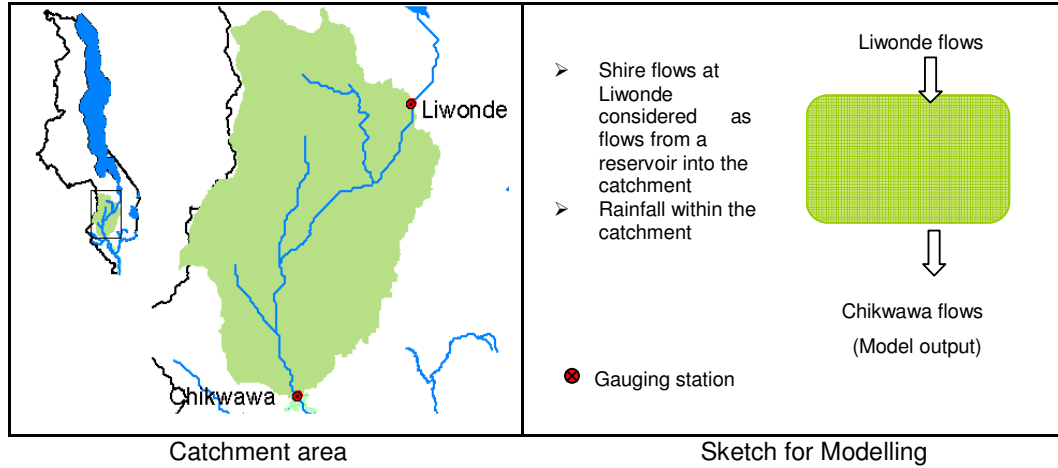 Liwonde
Chikwawa
➢ Shire flows at
Liwonde
considered as
flows from a
reservoir into the
catchment
➢ Rainfall within the
catchment
Liwonde flows
Chikwawa flows
(Model output)
Gauging station
Catchment area
Sketch for Modelling